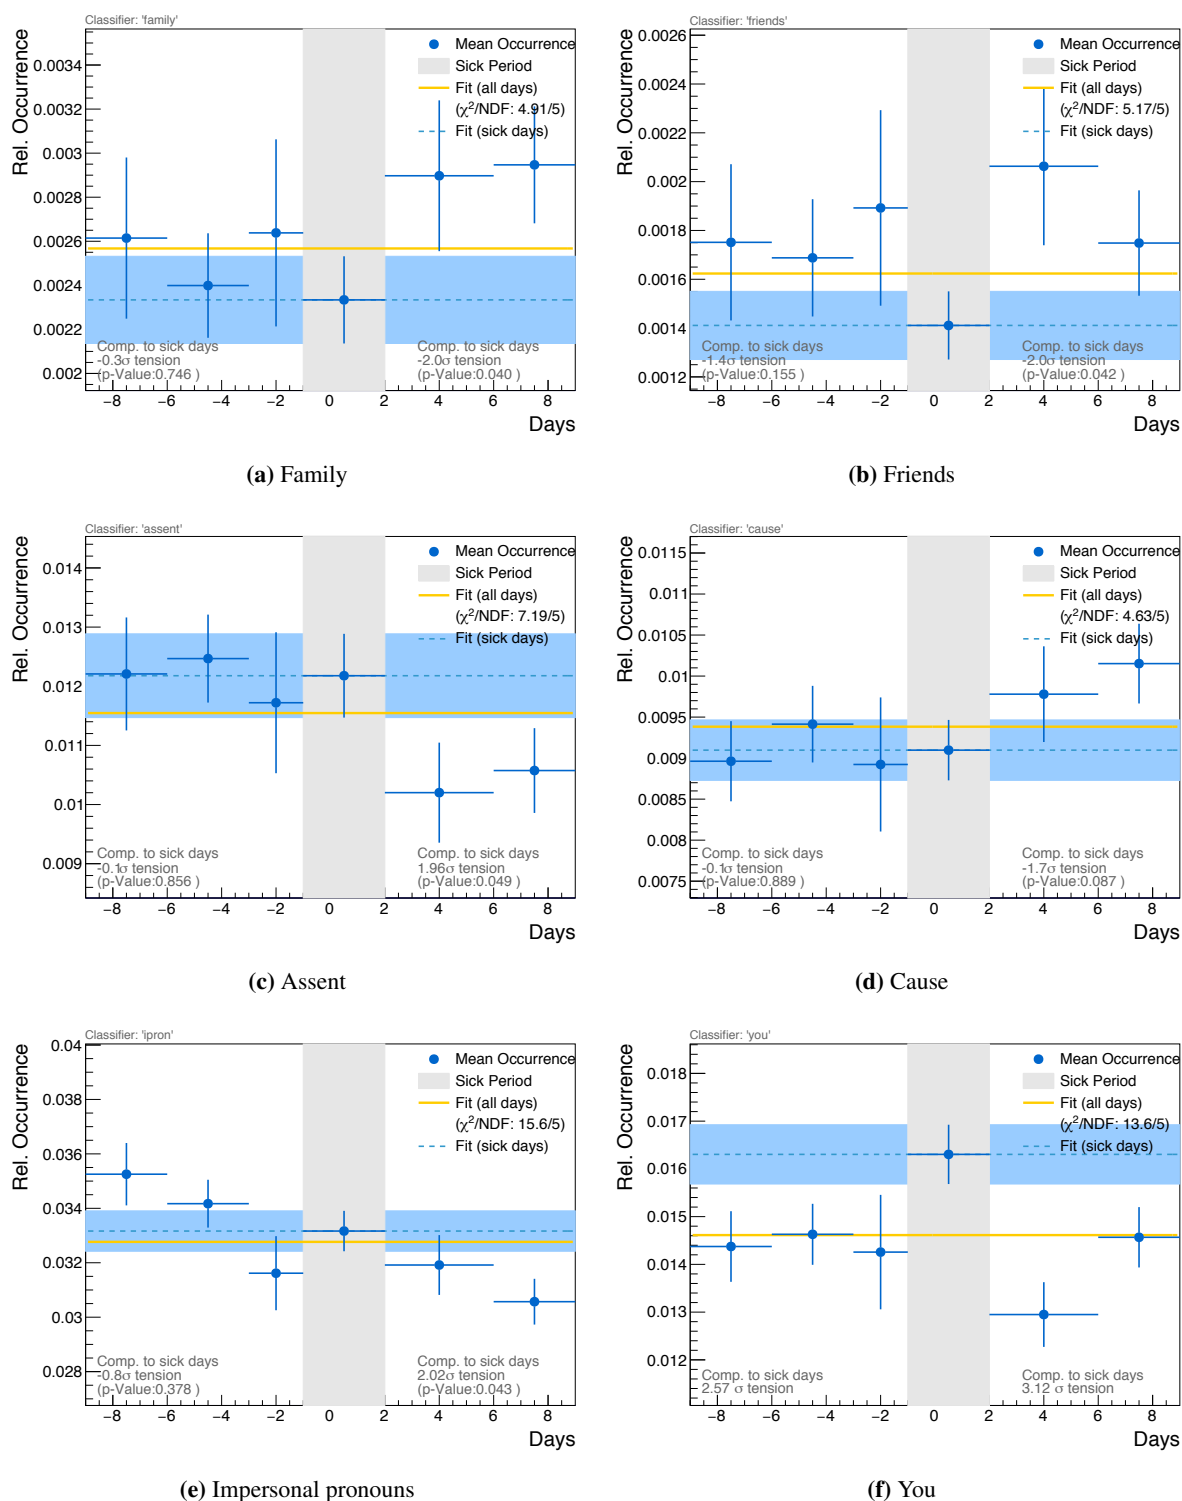 Classifier: 'family'
Rel. Occurrence
0.0034
0.0032
0.003
0.0028
0.0026
0.0024
0.0022
0.002
Mean Occurrence
Sick Period
Fit (all days)
(χ²/NDF: 4.91/5)
Fit (sick days)
Comp. to sick days
-0.3σ tension
(p-Value:0.746 )
Comp. to sick days
-2.0σ tension
(p-Value:0.040 )
−8 −6 −4 −2 0 2 4 6 8
Days
(a) Family
Classifier: 'friends'
Rel. Occurrence
0.0026
0.0024
0.0022
0.002
0.0018
0.0016
0.0014
0.0012
Mean Occurrence
Sick Period
Fit (all days)
(χ²/NDF: 5.17/5)
Fit (sick days)
Comp. to sick days
-1.4σ tension
(p-Value:0.155 )
Comp. to sick days
-2.0σ tension
(p-Value:0.042 )
−8 −6 −4 −2 0 2 4 6 8
Days
(b) Friends
Classifier: 'assent'
Rel. Occurrence
0.014
0.013
0.012
0.011
0.01
0.009
Mean Occurrence
Sick Period
Fit (all days)
(χ²/NDF: 7.19/5)
Fit (sick days)
Comp. to sick days
-0.1σ tension
(p-Value:0.856 )
Comp. to sick days
1.96σ tension
(p-Value:0.049 )
−8 −6 −4 −2 0 2 4 6 8
Days
(c) Assent
Classifier: 'cause'
Rel. Occurrence
0.0115
0.011
0.0105
0.01
0.0095
0.009
0.0085
0.008
0.0075
Mean Occurrence
Sick Period
Fit (all days)
(χ²/NDF: 4.63/5)
Fit (sick days)
Comp. to sick days
-0.1σ tension
(p-Value:0.889 )
Comp. to sick days
-1.7σ tension
(p-Value:0.087 )
−8 −6 −4 −2 0 2 4 6 8
Days
(d) Cause
Classifier: 'ipron'
Rel. Occurrence
0.04
0.038
0.036
0.034
0.032
0.03
0.028
Mean Occurrence
Sick Period
Fit (all days)
(χ²/NDF: 15.6/5)
Fit (sick days)
Comp. to sick days
-0.8σ tension
(p-Value:0.378 )
Comp. to sick days
2.02σ tension
(p-Value:0.043 )
−8 −6 −4 −2 0 2 4 6 8
Days
(e) Impersonal pronouns
Classifier: 'you'
Rel. Occurrence
0.018
0.017
0.016
0.015
0.014
0.013
0.012
Mean Occurrence
Sick Period
Fit (all days)
(χ²/NDF: 13.6/5)
Fit (sick days)
Comp. to sick days
2.57 σ tension
Comp. to sick days
3.12 σ tension
−8 −6 −4 −2 0 2 4 6 8
Days
(f) You